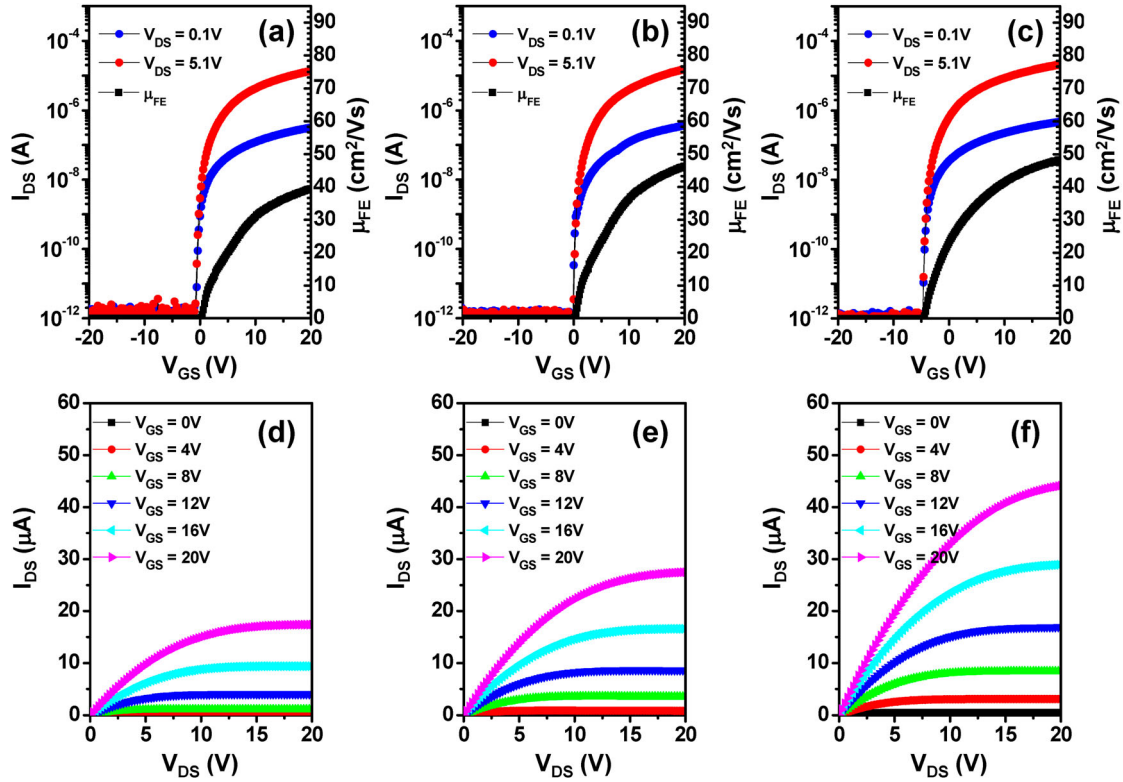 (a)
V_DS = 0.1V
V_DS = 5.1V
μ_FE
I_DS (A)
10^-4
10^-6
10^-8
10^-10
10^-12
μ_FE (cm²/Vs)
90
80
70
60
50
40
30
20
10
0
-20 -10 0 10 20
V_GS (V)
(b)
V_DS = 0.1V
V_DS = 5.1V
μ_FE
I_DS (A)
10^-4
10^-6
10^-8
10^-10
10^-12
μ_FE (cm²/Vs)
90
80
70
60
50
40
30
20
10
0
-20 -10 0 10 20
V_GS (V)
(c)
V_DS = 0.1V
V_DS = 5.1V
μ_FE
I_DS (A)
10^-4
10^-6
10^-8
10^-10
10^-12
μ_FE (cm²/Vs)
90
80
70
60
50
40
30
20
10
0
-20 -10 0 10 20
V_GS (V)
(d)
V_GS = 0V
V_GS = 4V
V_GS = 8V
V_GS = 12V
V_GS = 16V
V_GS = 20V
I_DS (μA)
60
50
40
30
20
10
0
0 5 10 15 20
V_DS (V)
(e)
V_GS = 0V
V_GS = 4V
V_GS = 8V
V_GS = 12V
V_GS = 16V
V_GS = 20V
I_DS (μA)
60
50
40
30
20
10
0
0 5 10 15 20
V_DS (V)
(f)
V_GS = 0V
V_GS = 4V
V_GS = 8V
V_GS = 12V
V_GS = 16V
V_GS = 20V
I_DS (μA)
60
50
40
30
20
10
0
0 5 10 15 20
V_DS (V)